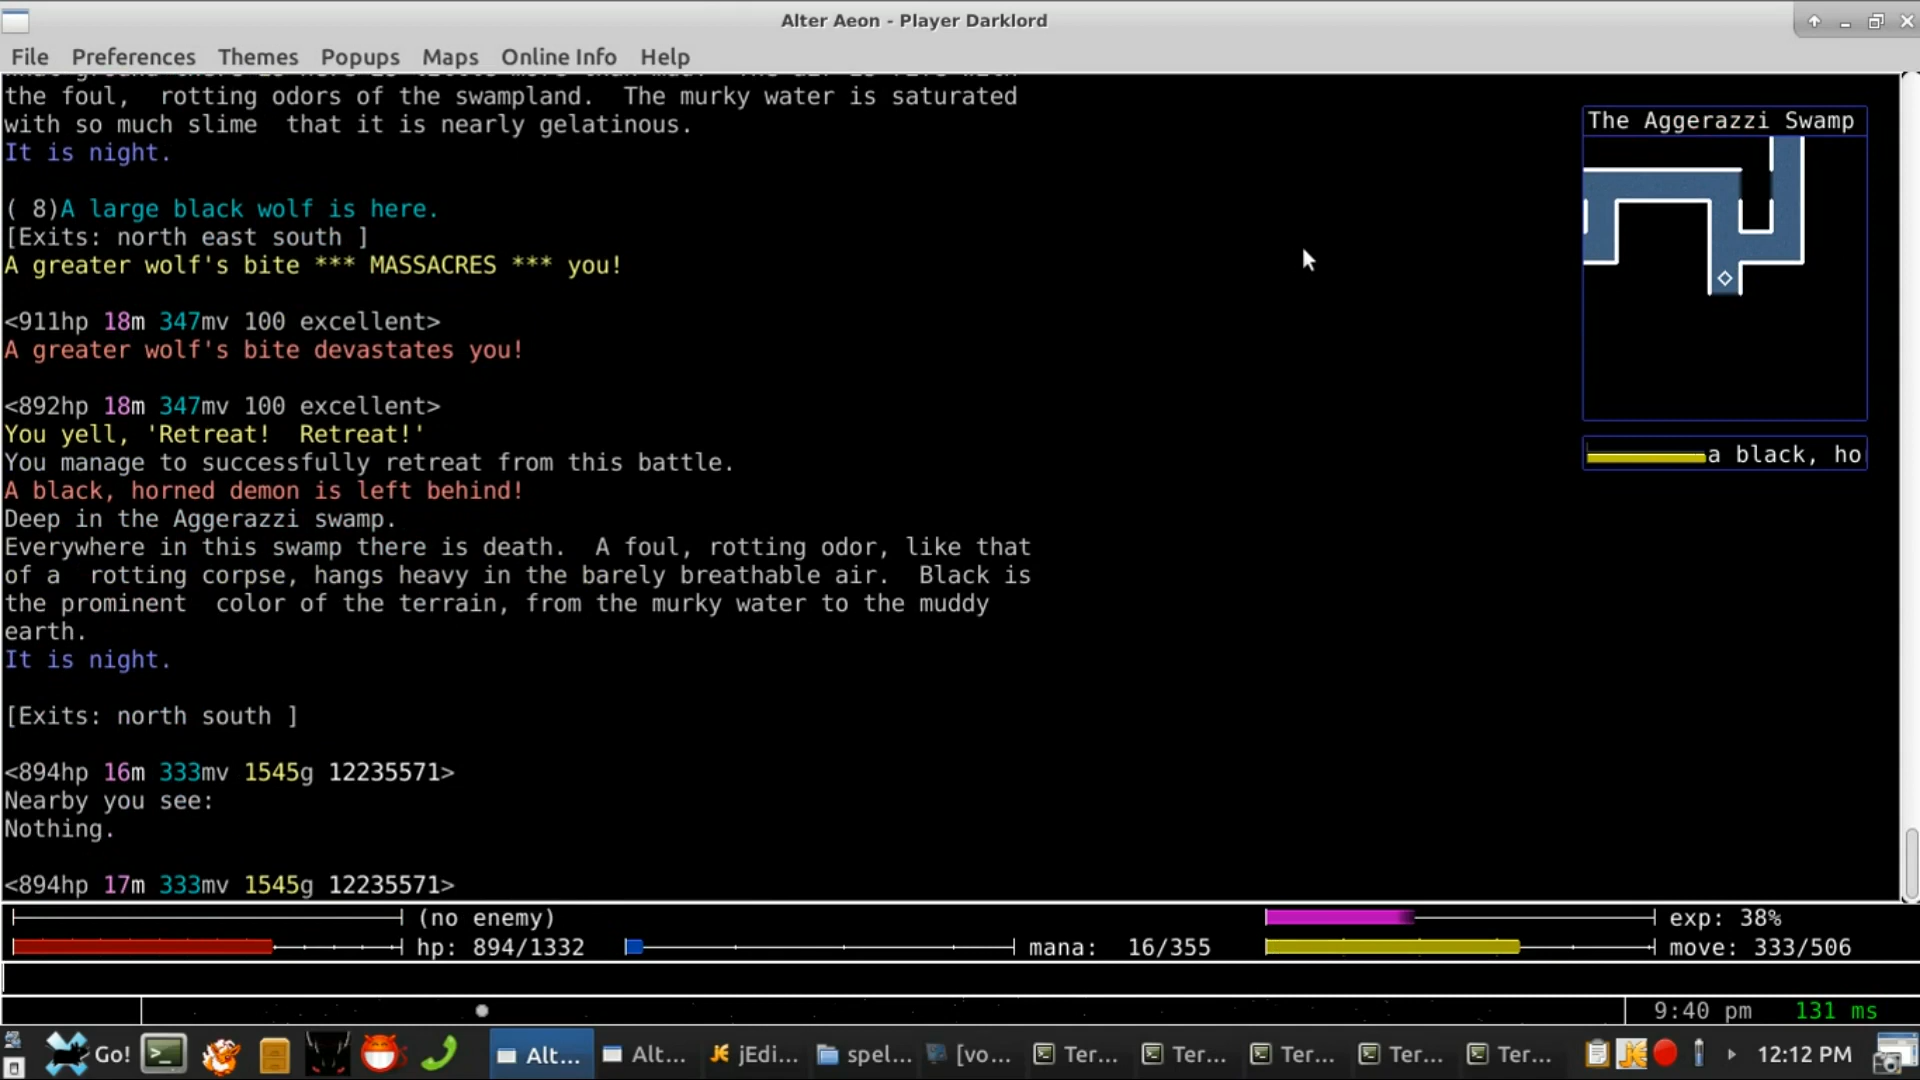 Alter Aeon - Player Darklord
File Preferences Themes Popups Maps Online Info Help
the foul,  rotting odors of the swampland.  The murky water is saturated
with so much slime  that it is nearly gelatinous.
It is night.
( 8)A large black wolf is here.
[Exits: north east south ]
A greater wolf's bite *** MASSACRES *** you!
<911hp 18m 347mv 100 excellent>
A greater wolf's bite devastates you!
<892hp 18m 347mv 100 excellent>
You yell, 'Retreat!  Retreat!'
You manage to successfully retreat from this battle.
A black, horned demon is left behind!
Deep in the Aggerazzi swamp.
Everywhere in this swamp there is death.  A foul, rotting odor, like that
of a  rotting corpse, hangs heavy in the barely breathable air.  Black is
the prominent  color of the terrain, from the murky water to the muddy
earth.
It is night.
[Exits: north south ]
<894hp 16m 333mv 1545g 12235571>
Nearby you see:
Nothing.
<894hp 17m 333mv 1545g 12235571>
The Aggerazzi Swamp
a black, ho
(no enemy)
exp: 38%
hp: 894/1332
mana: 16/355
move: 333/506
9:40 pm
131 ms
Go!
Alt...
Alt...
jEdi...
spel...
[vo...
Ter...
Ter...
Ter...
Ter...
Ter...
12:12 PM